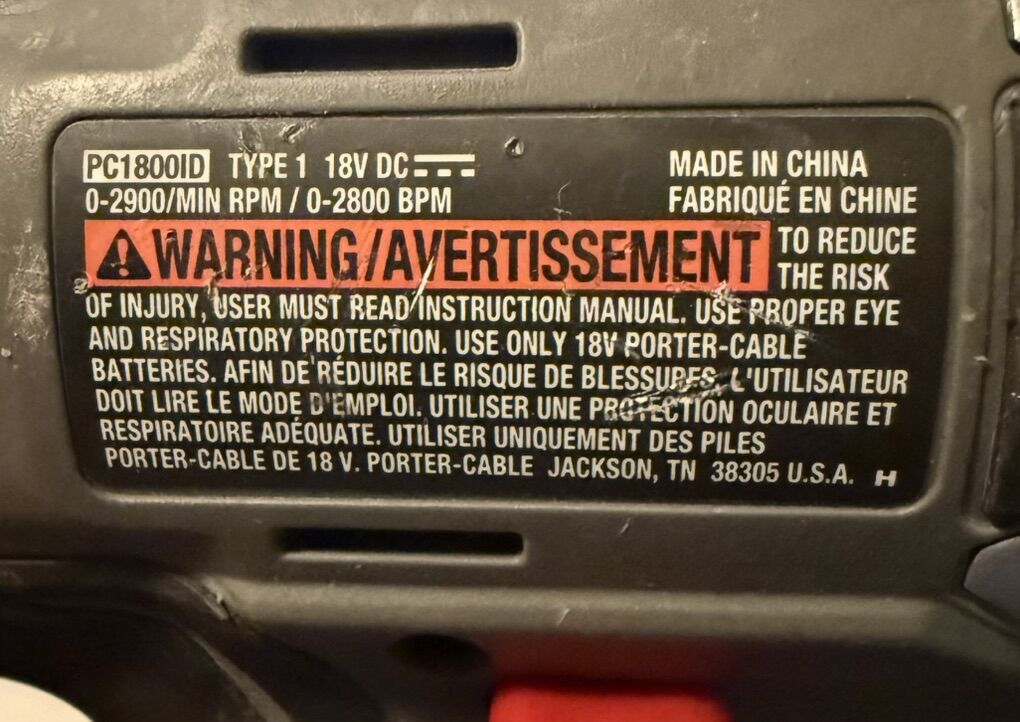 PC1800ID TYPE 1 18V DC
0-2900/MIN RPM / 0-2800 BPM
MADE IN CHINA
FABRIQUÉ EN CHINE
WARNING/AVERTISSEMENT TO REDUCE
THE RISK
OF INJURY, USER MUST READ INSTRUCTION MANUAL. USE PROPER EYE
AND RESPIRATORY PROTECTION. USE ONLY 18V PORTER-CABLE
BATTERIES. AFIN DE RÉDUIRE LE RISQUE DE BLESSURES, L'UTILISATEUR
DOIT LIRE LE MODE D'EMPLOI. UTILISER UNE PROTECTION OCULAIRE ET
RESPIRATOIRE ADÉQUATE. UTILISER UNIQUEMENT DES PILES
PORTER-CABLE DE 18 V. PORTER-CABLE JACKSON, TN 38305 U.S.A. H